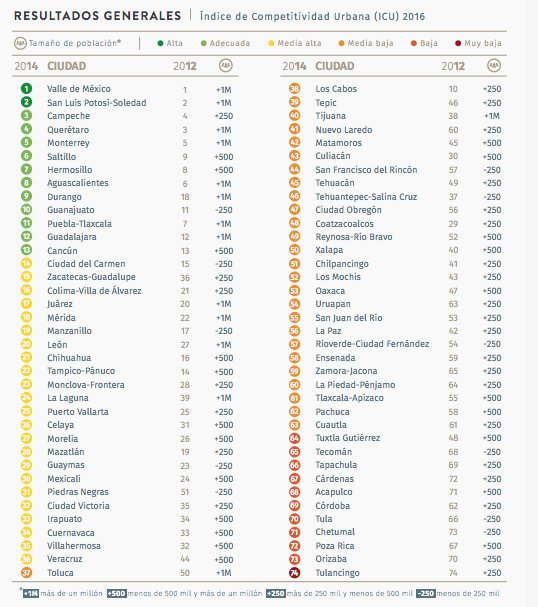 RESULTADOS GENERALES | Índice de Competitividad Urbana (ICU) 2016
Tamaño de población* Alta Adecuada Media alta Media baja Baja Muy baja
2014 CIUDAD 2012
1 Valle de México 1 +1M
2 San Luis Potosí-Soledad 2 +1M
3 Campeche 4 +250
4 Querétaro 3 +1M
5 Monterrey 5 +1M
6 Saltillo 9 +500
7 Hermosillo 8 +500
8 Aguascalientes 6 +1M
9 Durango 18 +1M
10 Guanajuato 11 -250
11 Puebla-Tlaxcala 7 +1M
12 Guadalajara 12 +1M
13 Cancún 13 +500
14 Ciudad del Carmen 15 -250
15 Zacatecas-Guadalupe 36 +250
16 Colima-Villa de Álvarez 21 +250
17 Juárez 20 +1M
18 Mérida 22 +1M
19 Manzanillo 17 -250
20 León 27 +1M
21 Chihuahua 16 +500
22 Tampico-Pánuco 14 +500
23 Monclova-Frontera 28 +250
24 La Laguna 39 +1M
25 Puerto Vallarta 25 +250
26 Celaya 31 +500
27 Morelia 26 +500
28 Mazatlán 19 +250
29 Guaymas 23 -250
30 Mexicali 24 +500
31 Piedras Negras 51 -250
32 Ciudad Victoria 35 +250
33 Irapuato 34 +500
34 Cuernavaca 33 +500
35 Villahermosa 32 +500
36 Veracruz 44 +500
37 Toluca 50 +1M
2014 CIUDAD 2012
38 Los Cabos 10 +250
39 Tepic 46 +250
40 Tijuana 38 +1M
41 Nuevo Laredo 60 +250
42 Matamoros 45 +500
43 Culiacán 30 +500
44 San Francisco del Rincón 57 -250
45 Tehuacán 49 +250
46 Tehuantepec-Salina Cruz 37 -250
47 Ciudad Obregón 56 +250
48 Coatzacoalcos 29 +250
49 Reynosa-Río Bravo 52 +500
50 Xalapa 40 +500
51 Chilpancingo 41 +250
52 Los Mochis 43 +250
53 Oaxaca 47 +500
54 Uruapan 63 +250
55 San Juan del Río 53 +250
56 La Paz 42 +250
57 Rioverde-Ciudad Fernández 54 -250
58 Ensenada 59 +250
59 Zamora-Jacona 65 +250
60 La Piedad-Pénjamo 64 +250
61 Tlaxcala-Apizaco 55 +500
62 Pachuca 58 +500
63 Cuautla 61 +250
64 Tuxtla Gutiérrez 48 +500
65 Tecomán 68 -250
66 Tapachula 69 +250
67 Cárdenas 72 +250
68 Acapulco 71 +500
69 Córdoba 62 +250
70 Tula 66 -250
71 Chetumal 73 -250
72 Poza Rica 67 +500
73 Orizaba 70 +250
74 Tulancingo 74 +250
*+1M más de un millón +500 menos de 500 mil y más de un millón +250 más de 250 mil y menos de 500 mil -250 menos de 250 mil